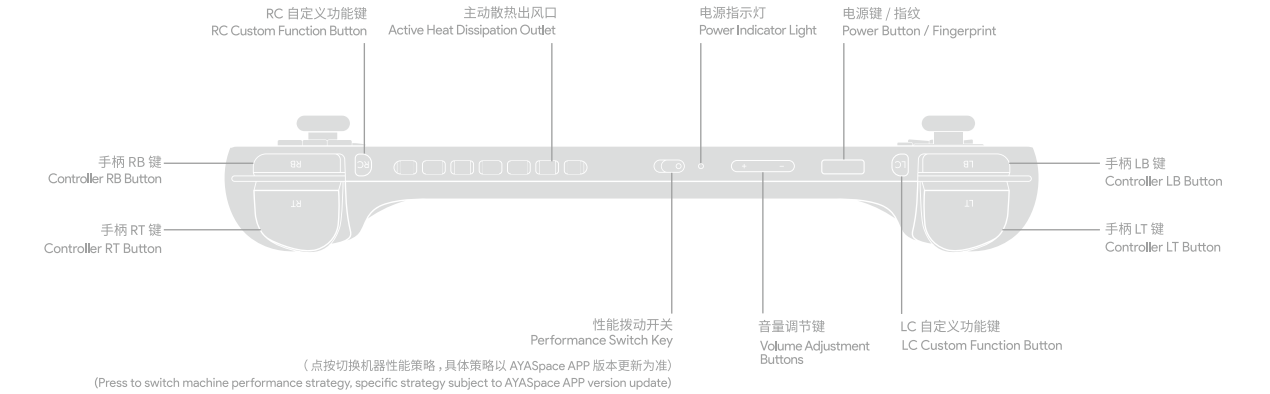 RC 自定义功能键
RC Custom Function Button
主动散热出风口
Active Heat Dissipation Outlet
电源指示灯
Power Indicator Light
电源键 / 指纹
Power Button / Fingerprint
手柄 RB 键
Controller RB Button
手柄 RT 键
Controller RT Button
RB
RC
RT
+ −
LC
LB
LT
手柄 LB 键
Controller LB Button
手柄 LT 键
Controller LT Button
性能拨动开关
Performance Switch Key
(点按切换机器性能策略,具体策略以 AYASpace APP 版本更新为准)
(Press to switch machine performance strategy, specific strategy subject to AYASpace APP version update)
音量调节键
Volume Adjustment
Buttons
LC 自定义功能键
LC Custom Function Button